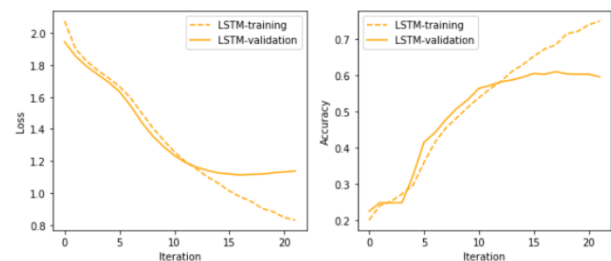 LSTM-training
LSTM-validation
2.0
1.8
1.6
1.4
1.2
1.0
0.8
Loss
0
5
10
15
20
Iteration
LSTM-training
LSTM-validation
0.7
0.6
0.5
0.4
0.3
0.2
Accuracy
0
5
10
15
20
Iteration